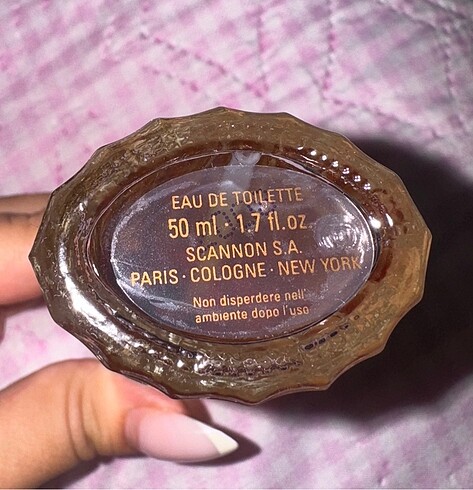 EAU DE TOILETTE
50 ml 1.7 fl.oz.
SCANNON S.A.
PARIS · COLOGNE · NEW YORK
Non disperdere nell'
ambiente dopo l'uso